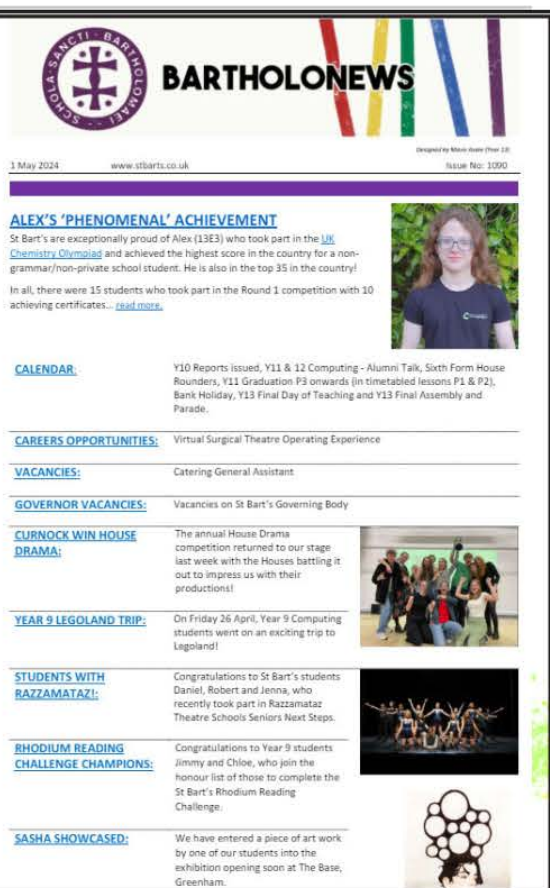 SCHOLA · SANCTI · BARTHOLOMAEI
BARTHOLONEWS
1 May 2024
www.stbarts.co.uk
Issue No: 1090
ALEX'S 'PHENOMENAL' ACHIEVEMENT
St Bart's are exceptionally proud of Alex (13E3) who took part in the UK
Chemistry Olympiad and achieved the highest score in the country for a non-
grammar/non-private school student. He is also in the top 35 in the country!
In all, there were 15 students who took part in the Round 1 competition with 10
achieving certificates... read more.
CALENDAR:
Y10 Reports issued, Y11 & 12 Computing - Alumni Talk, Sixth Form House
Rounders, Y11 Graduation P3 onwards (in timetabled lessons P1 & P2),
Bank Holiday, Y13 Final Day of Teaching and Y13 Final Assembly and
Parade.
CAREERS OPPORTUNITIES:
Virtual Surgical Theatre Operating Experience
VACANCIES:
Catering General Assistant
GOVERNOR VACANCIES:
Vacancies on St Bart's Governing Body
CURNOCK WIN HOUSE
DRAMA:
The annual House Drama
competition returned to our stage
last week with the Houses battling it
out to impress us with their
productions!
YEAR 9 LEGOLAND TRIP:
On Friday 26 April, Year 9 Computing
students went on an exciting trip to
Legoland!
STUDENTS WITH
RAZZAMATAZ!:
Congratulations to St Bart's students
Daniel, Robert and Jenna, who
recently took part in Razzamataz
Theatre Schools Seniors Next Steps.
RHODIUM READING
CHALLENGE CHAMPIONS:
Congratulations to Year 9 students
Jimmy and Chloe, who join the
honour list of those to complete the
St Bart's Rhodium Reading
Challenge.
SASHA SHOWCASED:
We have entered a piece of art work
by one of our students into the
exhibition opening soon at The Base,
Greenham.